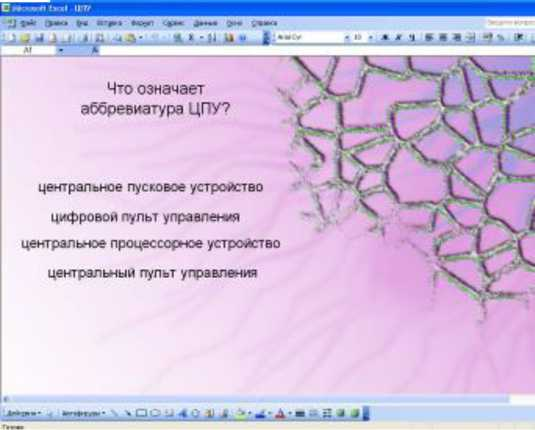 Microsoft Excel - ЦПУ
Файл Правка Вид Вставка Формат Сервис Данные Окно Справка
Arial Cyr 10 Ж К Ч
A1
Что означает
аббревиатура ЦПУ?
центральное пусковое устройство
цифровой пульт управления
центральное процессорное устройство
центральный пульт управления
Действия Автофигуры
Готово